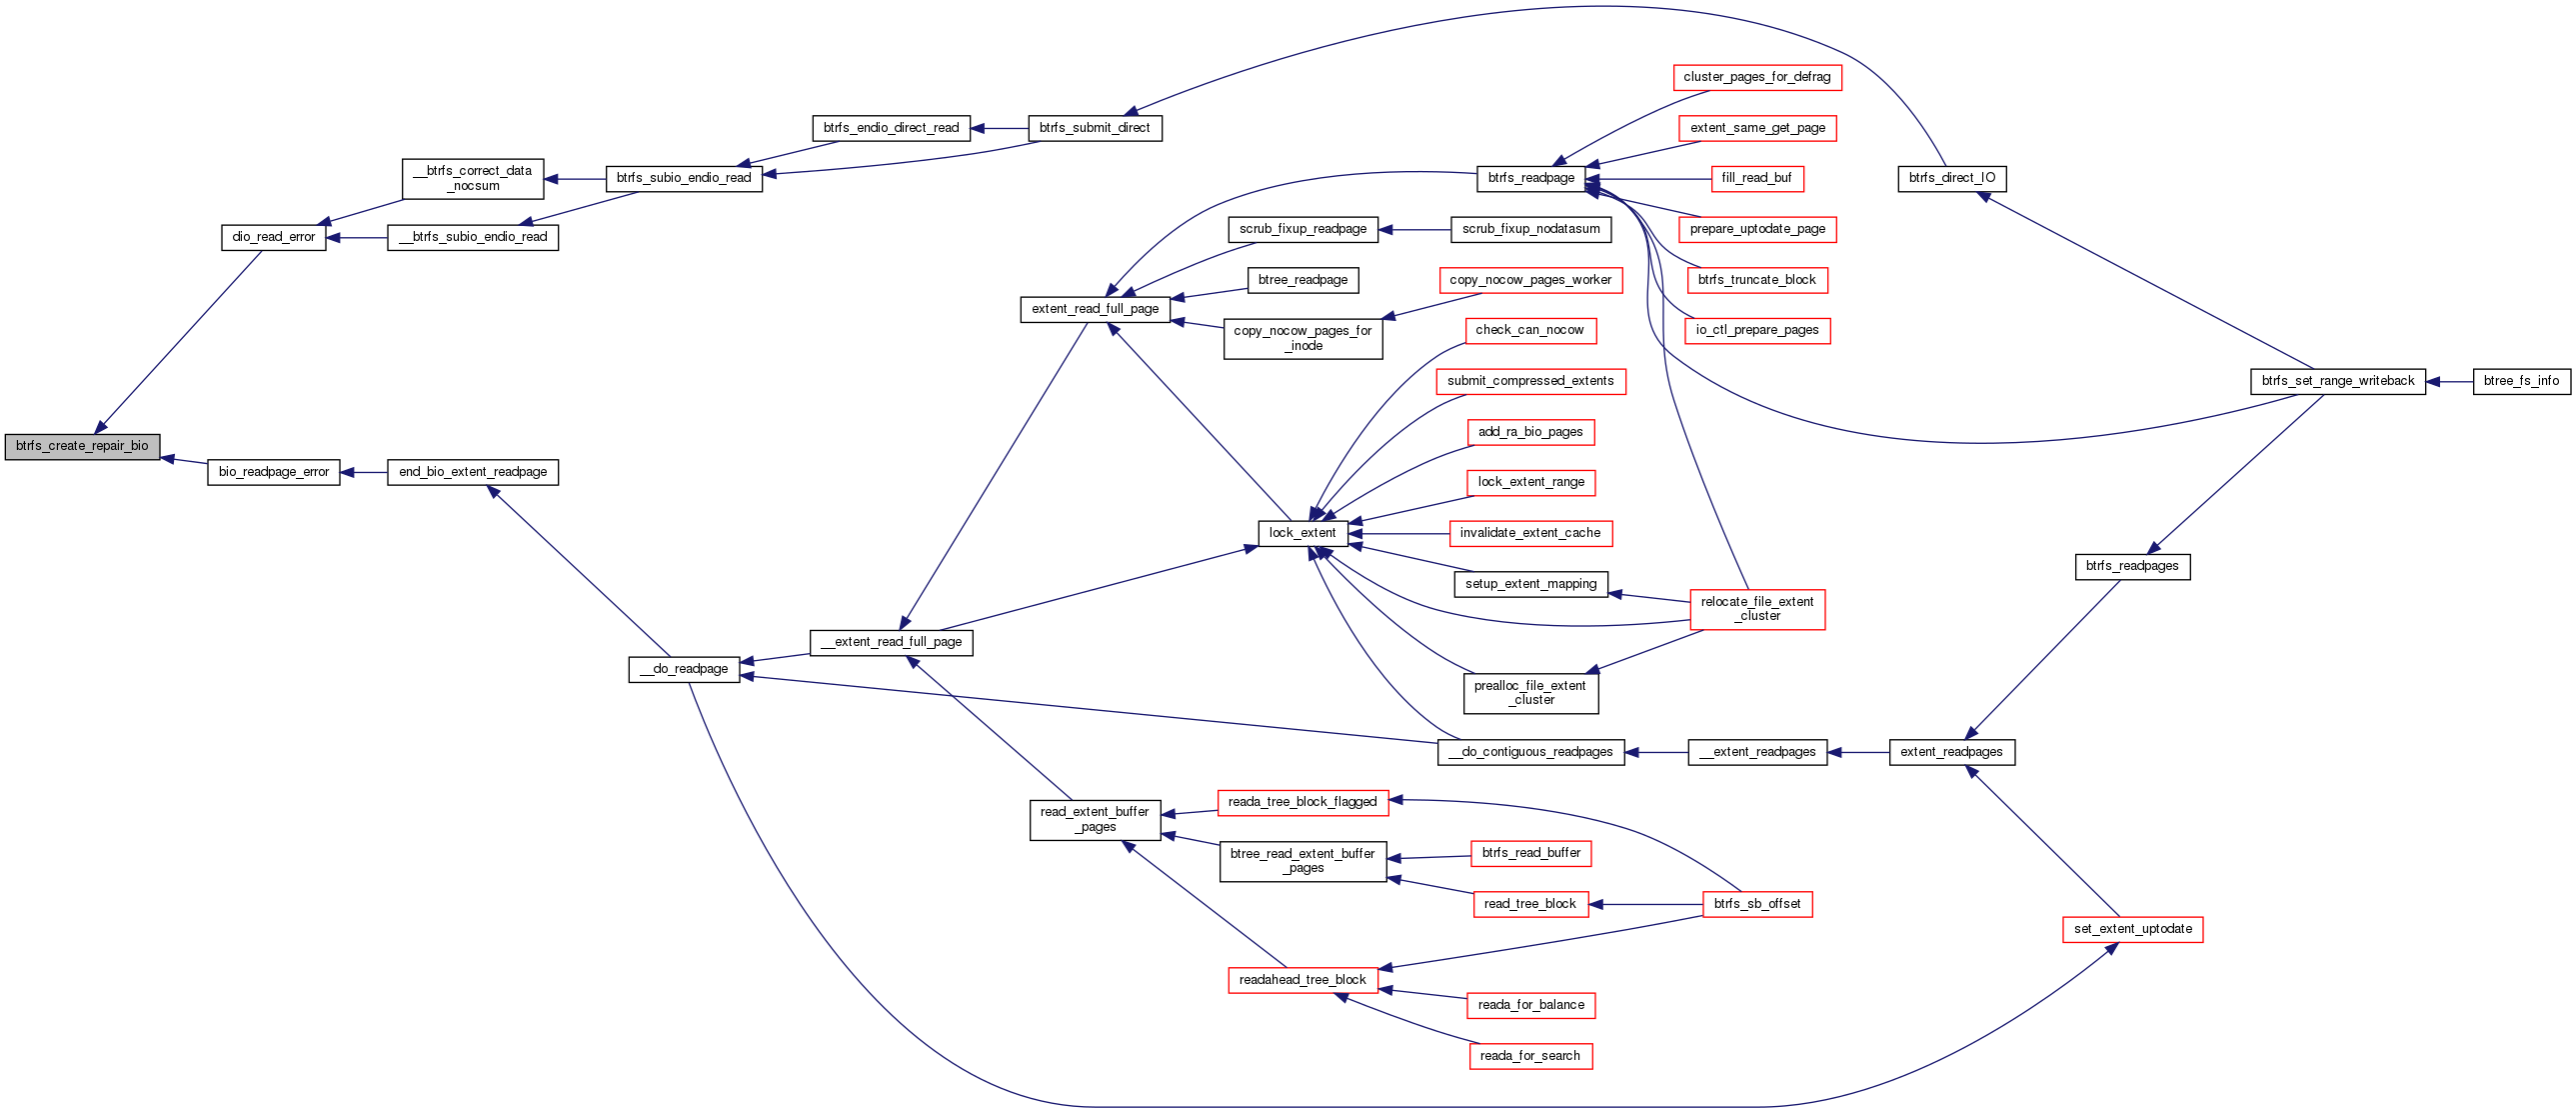 cluster_pages_for_defrag
btrfs_endio_direct_read
btrfs_submit_direct
extent_same_get_page
__btrfs_correct_data
_nocsum
btrfs_subio_endio_read
btrfs_readpage
fill_read_buf
btrfs_direct_IO
dio_read_error
__btrfs_subio_endio_read
scrub_fixup_readpage
scrub_fixup_nodatasum
prepare_uptodate_page
btree_readpage
copy_nocow_pages_worker
btrfs_truncate_block
extent_read_full_page
copy_nocow_pages_for
_inode
check_can_nocow
io_ctl_prepare_pages
submit_compressed_extents
btrfs_set_range_writeback
btree_fs_info
add_ra_bio_pages
btrfs_create_repair_bio
bio_readpage_error
end_bio_extent_readpage
lock_extent_range
lock_extent
invalidate_extent_cache
btrfs_readpages
setup_extent_mapping
relocate_file_extent
_cluster
__extent_read_full_page
__do_readpage
prealloc_file_extent
_cluster
__do_contiguous_readpages
__extent_readpages
extent_readpages
read_extent_buffer
_pages
reada_tree_block_flagged
btree_read_extent_buffer
_pages
btrfs_read_buffer
read_tree_block
btrfs_sb_offset
set_extent_uptodate
readahead_tree_block
reada_for_balance
reada_for_search